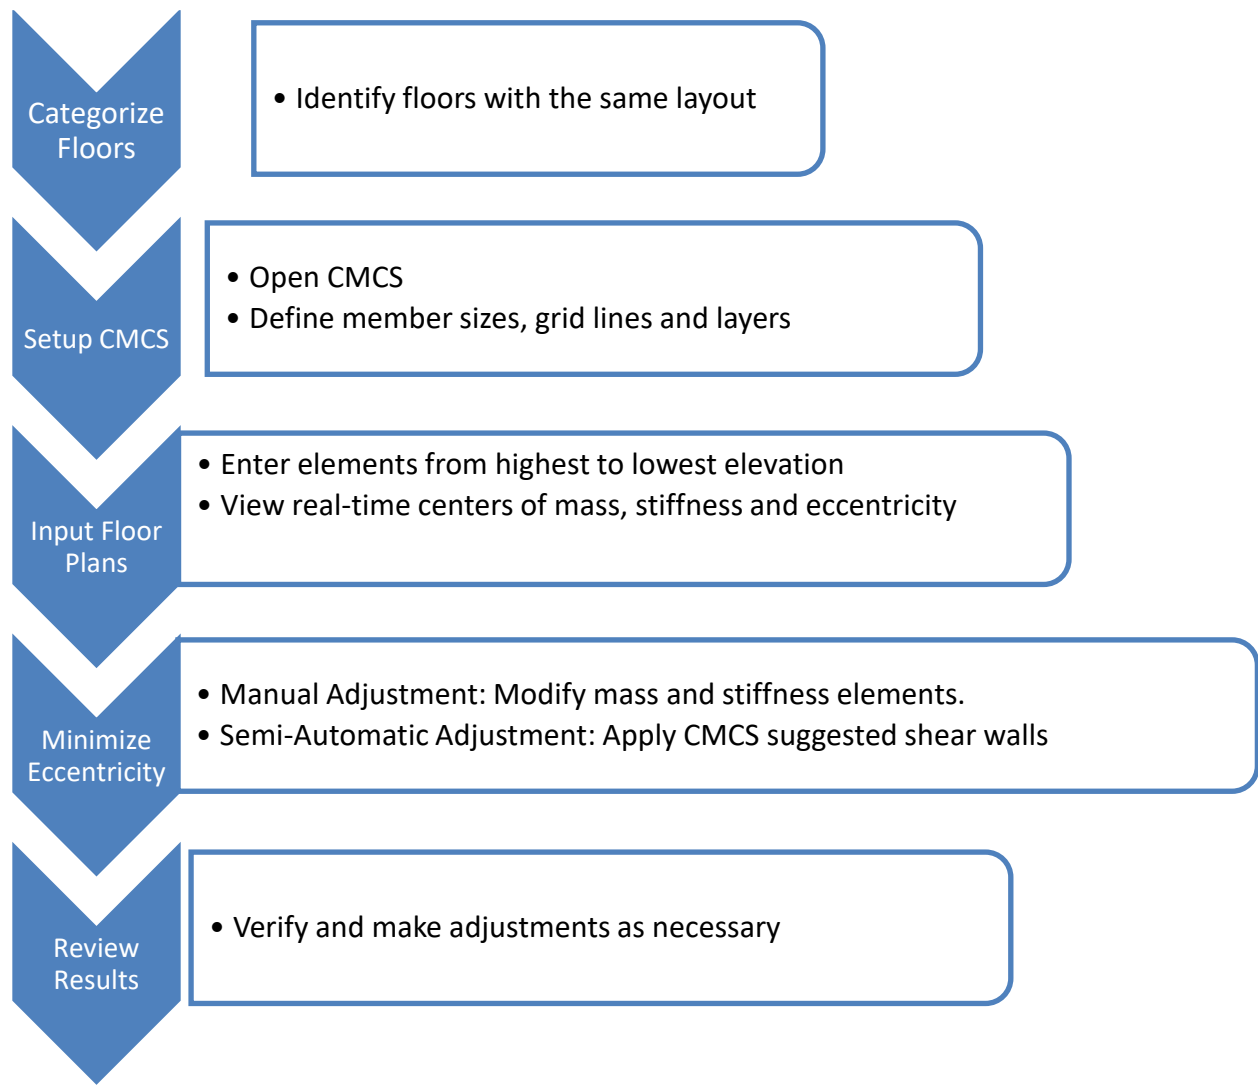 Categorize
Floors
• Identify floors with the same layout
Setup CMCS
• Open CMCS
• Define member sizes, grid lines and layers
Input Floor
Plans
• Enter elements from highest to lowest elevation
• View real-time centers of mass, stiffness and eccentricity
Minimize
Eccentricity
• Manual Adjustment: Modify mass and stiffness elements.
• Semi-Automatic Adjustment: Apply CMCS suggested shear walls
Review
Results
• Verify and make adjustments as necessary